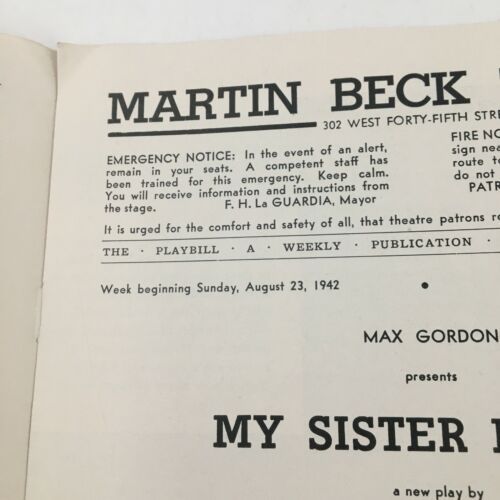 MARTIN BECK
302 WEST FORTY-FIFTH STRE
EMERGENCY NOTICE: In the event of an alert,
remain in your seats. A competent staff has
been trained for this emergency. Keep calm.
You will receive information and instructions from
the stage. F. H. La GUARDIA, Mayor
FIRE NO
sign nea
route to
do not
PATR
It is urged for the comfort and safety of all, that theatre patrons re
THE · PLAYBILL · A · WEEKLY · PUBLICATION ·
Week beginning Sunday, August 23, 1942 •
MAX GORDON
presents
MY SISTER
a new play by